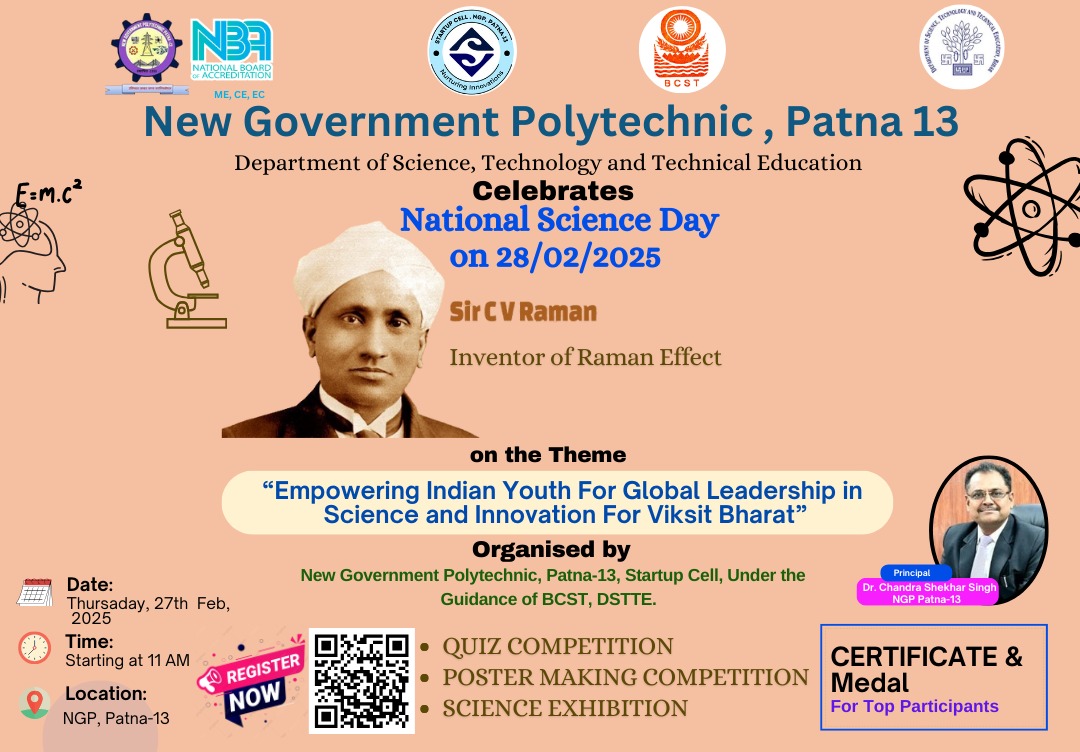 NBA
NATIONAL BOARD
of ACCREDITATION
ME, CE, EC
STARTUP CELL , NGP, PATNA 13
Nurturing Innovations
BCST
New Government Polytechnic , Patna 13
Department of Science, Technology and Technical Education
Celebrates
National Science Day
on 28/02/2025
E=m.c²
Sir C V Raman
Inventor of Raman Effect
on the Theme
“Empowering Indian Youth For Global Leadership in
Science and Innovation For Viksit Bharat”
Organised by
New Government Polytechnic, Patna-13, Startup Cell, Under the
Guidance of BCST, DSTTE.
Principal
Dr. Chandra Shekhar Singh
NGP Patna-13
Date:
Thursaday, 27th Feb,
2025
Time:
Starting at 11 AM
Location:
NGP, Patna-13
REGISTER
NOW
• QUIZ COMPETITION
• POSTER MAKING COMPETITION
• SCIENCE EXHIBITION
CERTIFICATE &
Medal
For Top Participants